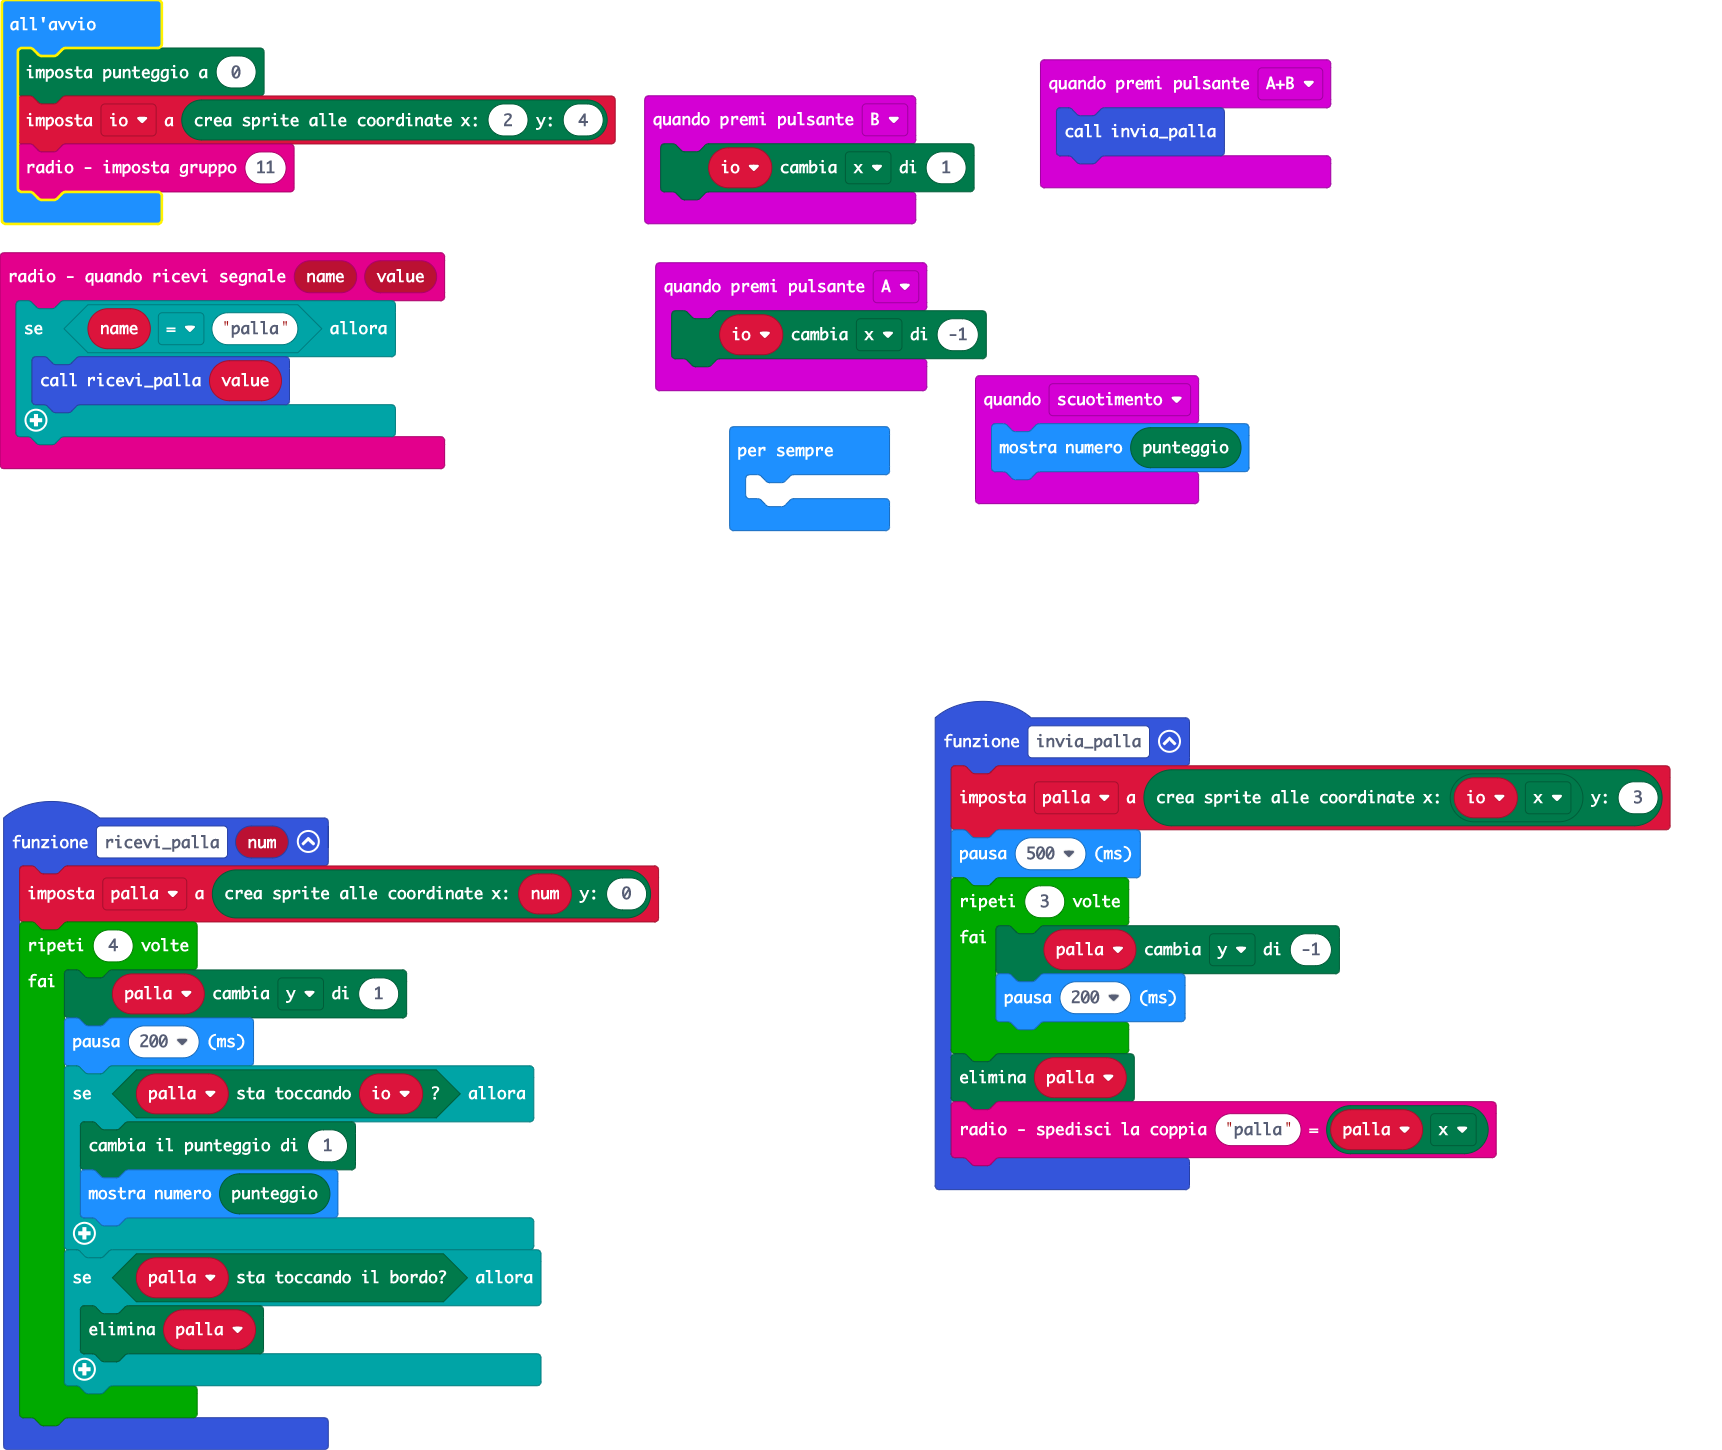 all'avvio
imposta punteggio a 0
imposta io a crea sprite alle coordinate x: 2 y: 4
radio - imposta gruppo 11
quando premi pulsante B
io cambia x di 1
quando premi pulsante A+B
call invia_palla
radio - quando ricevi segnale name value
se name = "palla" allora
call ricevi_palla value
quando premi pulsante A
io cambia x di -1
quando scuotimento
mostra numero punteggio
per sempre
funzione invia_palla
imposta palla a crea sprite alle coordinate x: io x y: 3
pausa 500 (ms)
ripeti 3 volte
fai palla cambia y di -1
pausa 200 (ms)
elimina palla
radio - spedisci la coppia "palla" = palla x
funzione ricevi_palla num
imposta palla a crea sprite alle coordinate x: num y: 0
ripeti 4 volte
fai palla cambia y di 1
pausa 200 (ms)
se palla sta toccando io ? allora
cambia il punteggio di 1
mostra numero punteggio
se palla sta toccando il bordo? allora
elimina palla